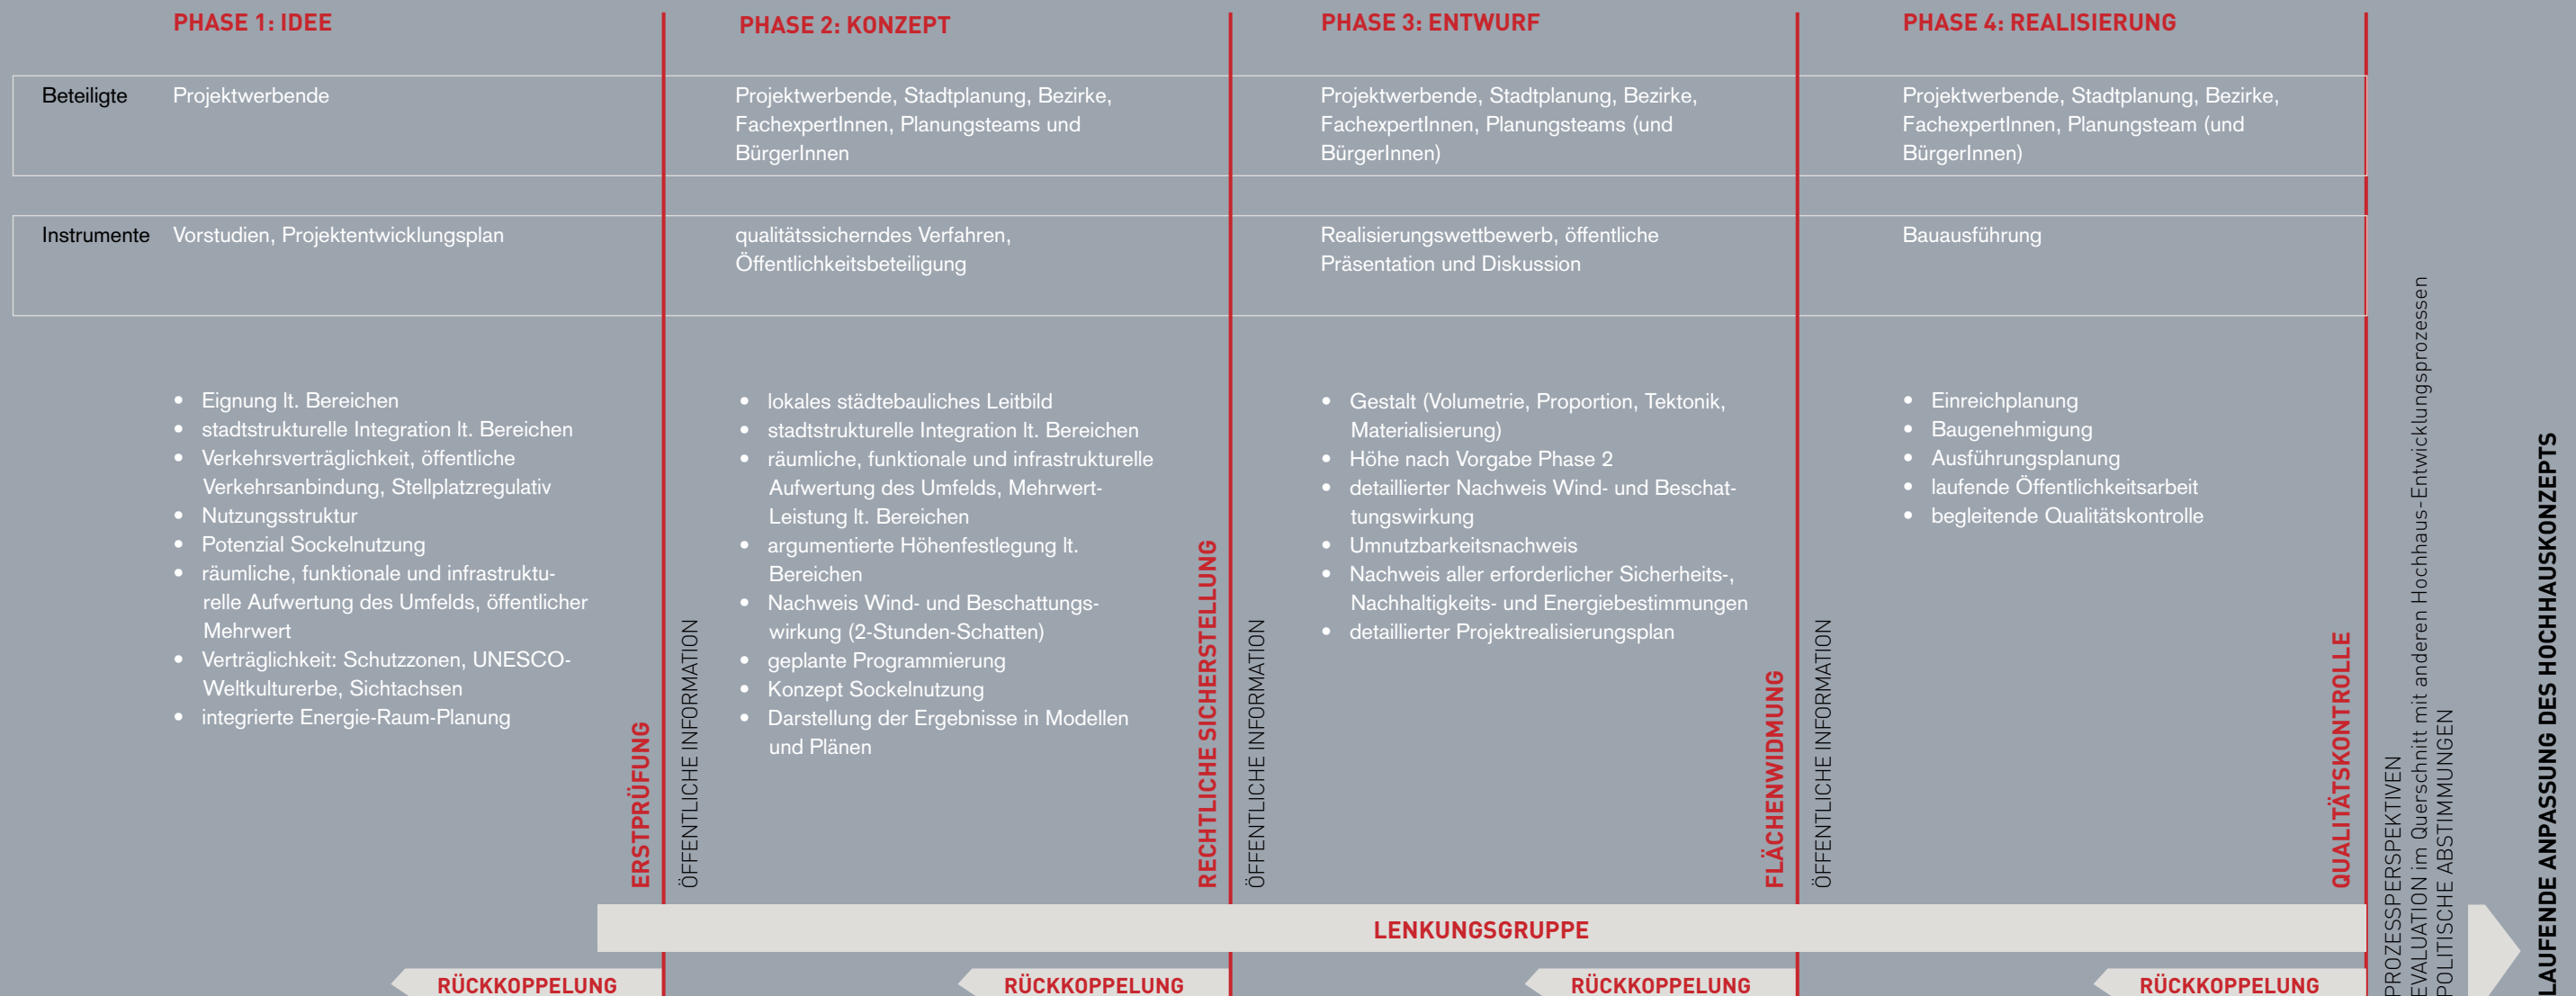 PHASE 1: IDEE
PHASE 2: KONZEPT
PHASE 3: ENTWURF
PHASE 4: REALISIERUNG
Beteiligte
Projektwerbende
Projektwerbende, Stadtplanung, Bezirke,
FachexpertInnen, Planungsteams und
BürgerInnen
Projektwerbende, Stadtplanung, Bezirke,
FachexpertInnen, Planungsteams (und
BürgerInnen)
Projektwerbende, Stadtplanung, Bezirke,
FachexpertInnen, Planungsteam (und
BürgerInnen)
Instrumente
Vorstudien, Projektentwicklungsplan
qualitätssicherndes Verfahren,
Öffentlichkeitsbeteiligung
Realisierungswettbewerb, öffentliche
Präsentation und Diskussion
Bauausführung
• Eignung lt. Bereichen
• stadtstrukturelle Integration lt. Bereichen
• Verkehrsverträglichkeit, öffentliche
Verkehrsanbindung, Stellplatzregulativ
• Nutzungsstruktur
• Potenzial Sockelnutzung
• räumliche, funktionale und infrastruktu-
relle Aufwertung des Umfelds, öffentlicher
Mehrwert
• Verträglichkeit: Schutzzonen, UNESCO-
Weltkulturerbe, Sichtachsen
• integrierte Energie-Raum-Planung
ERSTPRÜFUNG
ÖFFENTLICHE INFORMATION
• lokales städtebauliches Leitbild
• stadtstrukturelle Integration lt. Bereichen
• räumliche, funktionale und infrastrukturelle
Aufwertung des Umfelds, Mehrwert-
Leistung lt. Bereichen
• argumentierte Höhenfestlegung lt.
Bereichen
• Nachweis Wind- und Beschattungs-
wirkung (2-Stunden-Schatten)
• geplante Programmierung
• Konzept Sockelnutzung
• Darstellung der Ergebnisse in Modellen
und Plänen
RECHTLICHE SICHERSTELLUNG
ÖFFENTLICHE INFORMATION
• Gestalt (Volumetrie, Proportion, Tektonik,
Materialisierung)
• Höhe nach Vorgabe Phase 2
• detaillierter Nachweis Wind- und Beschat-
tungswirkung
• Umnutzbarkeitsnachweis
• Nachweis aller erforderlicher Sicherheits-,
Nachhaltigkeits- und Energiebestimmungen
• detaillierter Projektrealisierungsplan
FLÄCHENWIDMUNG
ÖFFENTLICHE INFORMATION
• Einreichplanung
• Baugenehmigung
• Ausführungsplanung
• laufende Öffentlichkeitsarbeit
• begleitende Qualitätskontrolle
QUALITÄTSKONTROLLE
PROZESSPERSPEKTIVEN
EVALUATION im Querschnitt mit anderen Hochhaus-Entwicklungsprozessen
POLITISCHE ABSTIMMUNGEN
LAUFENDE ANPASSUNG DES HOCHHAUSKONZEPTS
LENKUNGSGRUPPE
RÜCKKOPPELUNG
RÜCKKOPPELUNG
RÜCKKOPPELUNG
RÜCKKOPPELUNG